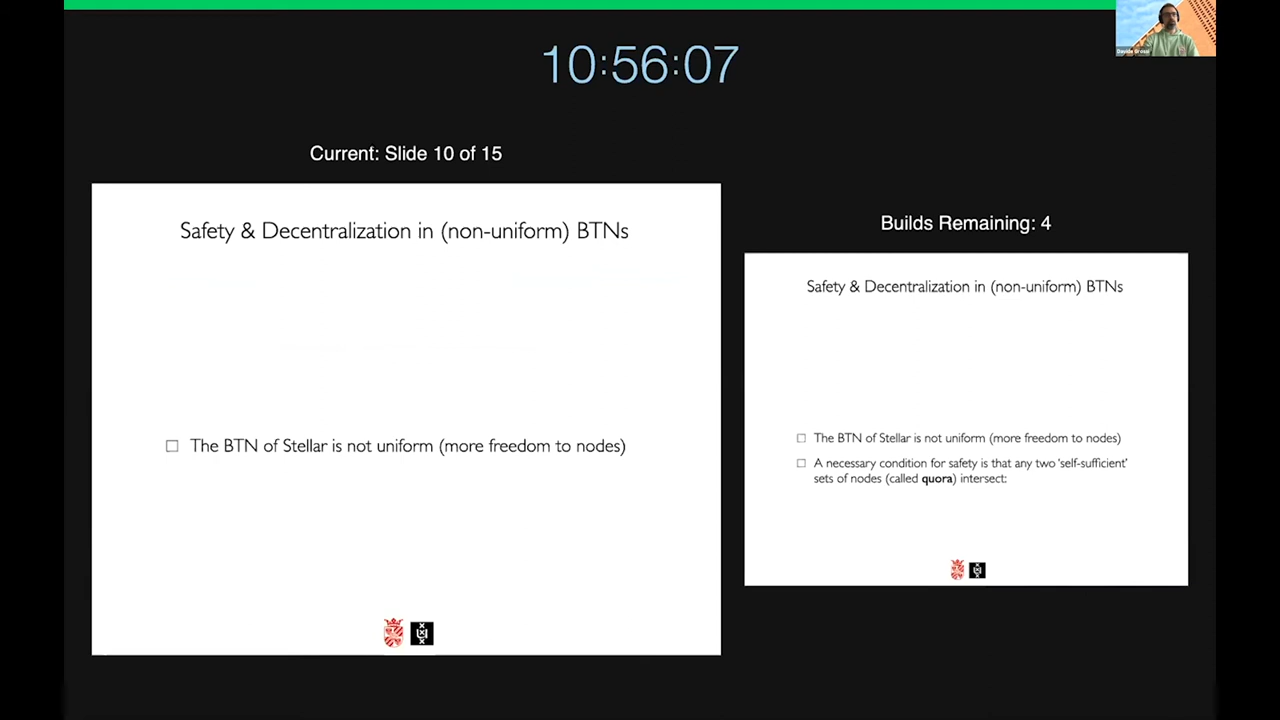 10:56:07
Current: Slide 10 of 15
Safety & Decentralization in (non-uniform) BTNs
□ The BTN of Stellar is not uniform (more freedom to nodes)
Builds Remaining: 4
Safety & Decentralization in (non-uniform) BTNs
□ The BTN of Stellar is not uniform (more freedom to nodes)
□ A necessary condition for safety is that any two 'self-sufficient'
sets of nodes (called quora) intersect: